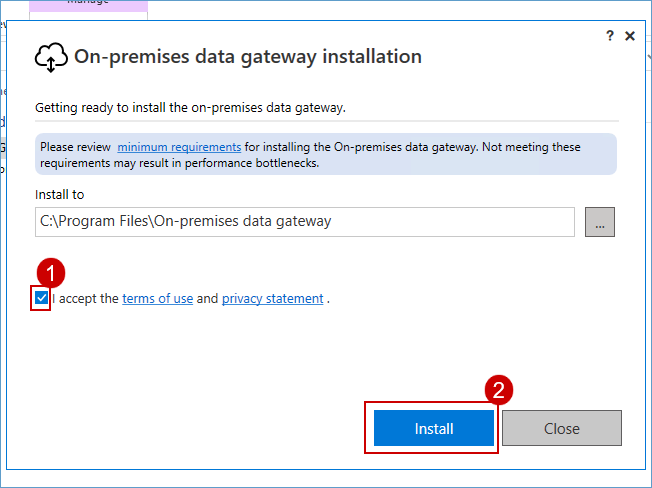 Manage
? ×
On-premises data gateway installation
Getting ready to install the on-premises data gateway.
Please review minimum requirements for installing the On-premises data gateway. Not meeting these
requirements may result in performance bottlenecks.
Install to
C:\Program Files\On-premises data gateway
...
1
I accept the terms of use and privacy statement .
2
Install
Close